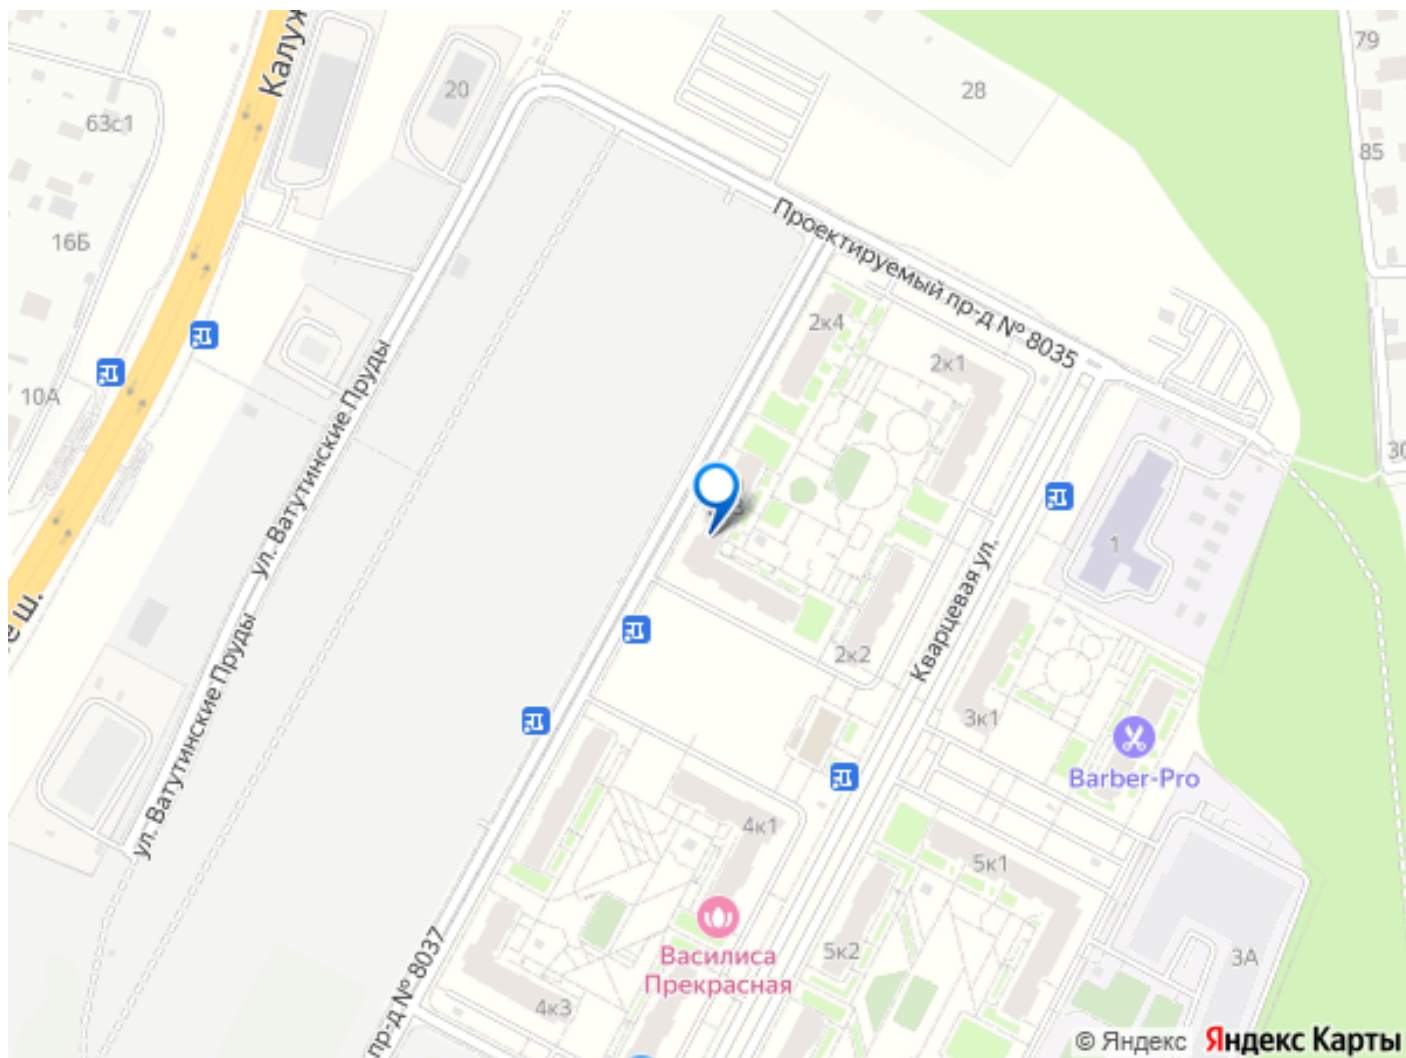 Калуж
79
20
28
63с1
85
16Б
Проектируемый пр-д № 8035
2к4
2к1
10А
30
ул. Ватутинские Пруды
1
Кварцевая ул.
е ш.
ул. Ватутинские Пруды
2к2
3к1
Barber-Pro
4к1
5к1
Василиса
Прекрасная
5к2
3А
4к3
пр-д № 8037
© Яндекс
Яндекс Карты